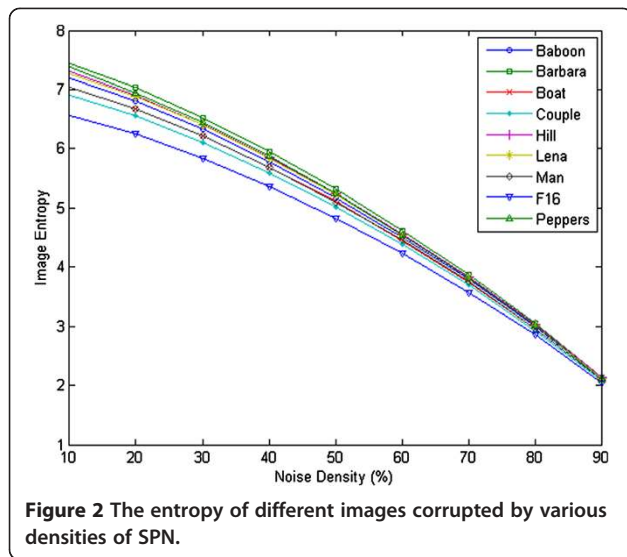 8
7
6
5
4
3
2
1
Image Entropy
10 20 30 40 50 60 70 80 90
Noise Density (%)
Baboon
Barbara
Boat
Couple
Hill
Lena
Man
F16
Peppers
Figure 2 The entropy of different images corrupted by various
densities of SPN.